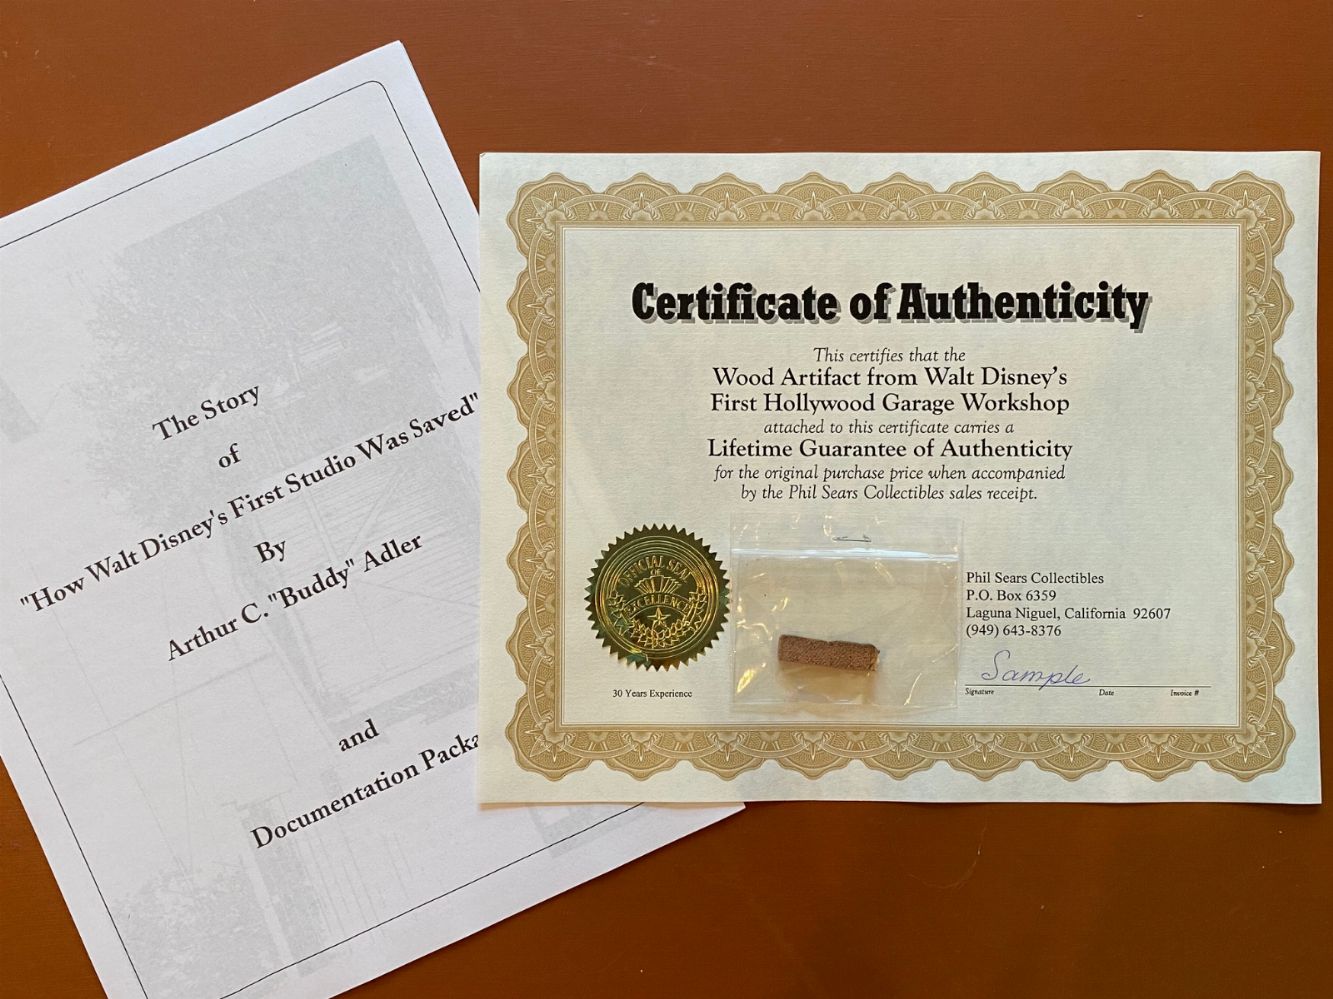 The Story
of
"How Walt Disney's First Studio Was Saved"
By
Arthur C. "Buddy" Adler
and
Documentation Packa
Certificate of Authenticity
This certifies that the
Wood Artifact from Walt Disney's
First Hollywood Garage Workshop
attached to this certificate carries a
Lifetime Guarantee of Authenticity
for the original purchase price when accompanied
by the Phil Sears Collectibles sales receipt.
OFFICIAL SEAL
OF
EXCELLENCE
30 Years Experience
Phil Sears Collectibles
P.O. Box 6359
Laguna Niguel, California 92607
(949) 643-8376
Sample
Signature Date Invoice #